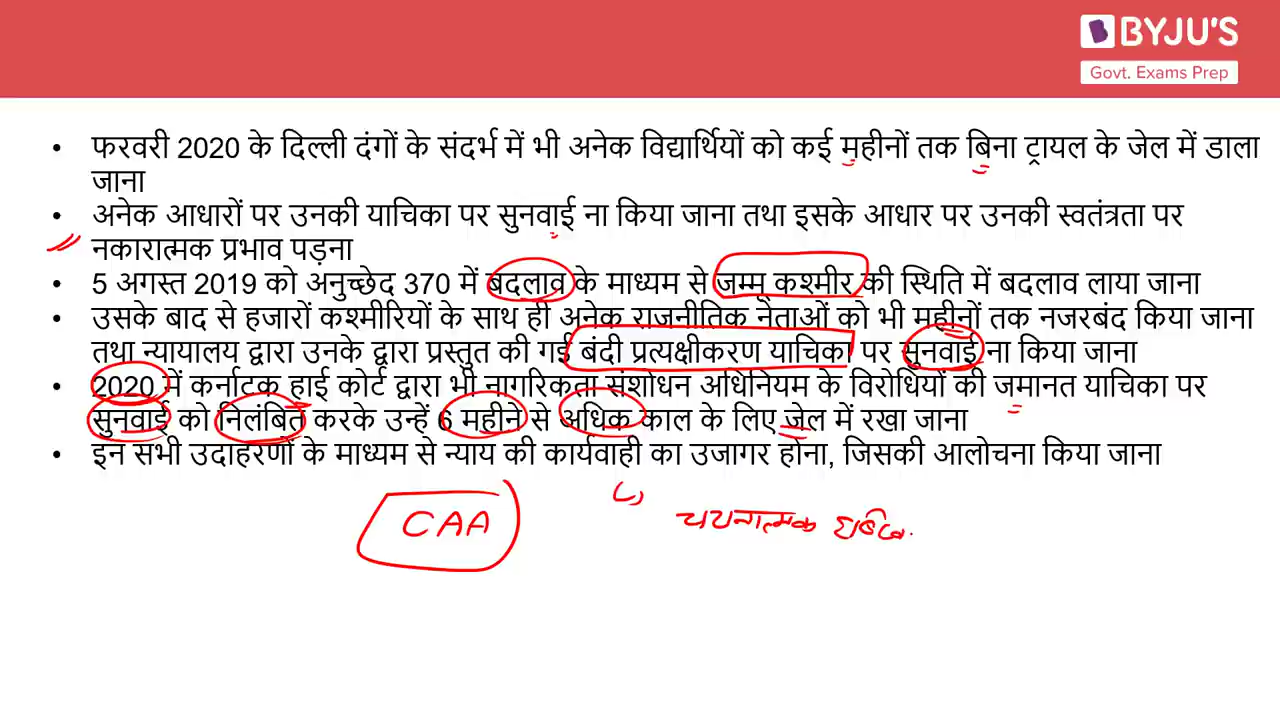 BYJU'S
Govt. Exams Prep
• फरवरी 2020 के दिल्ली दंगों के संदर्भ में भी अनेक विद्यार्थियों को कई महीनों तक बिना ट्रायल के जेल में डाला
जाना
• अनेक आधारों पर उनकी याचिका पर सुनवाई ना किया जाना तथा इसके आधार पर उनकी स्वतंत्रता पर
नकारात्मक प्रभाव पड़ना
• 5 अगस्त 2019 को अनुच्छेद 370 में बदलाव के माध्यम से जम्मू कश्मीर की स्थिति में बदलाव लाया जाना
• उसके बाद से हजारों कश्मीरियों के साथ ही अनेक राजनीतिक नेताओं को भी महीनों तक नजरबंद किया जाना
तथा न्यायालय द्वारा उनके द्वारा प्रस्तुत की गई बंदी प्रत्यक्षीकरण याचिका पर सुनवाई ना किया जाना
• 2020 में कर्नाटक हाई कोर्ट द्वारा भी नागरिकता संशोधन अधिनियम के विरोधियों की जमानत याचिका पर
सुनवाई को निलंबित करके उन्हें 6 महीने से अधिक काल के लिए जेल में रखा जाना
• इन सभी उदाहरणों के माध्यम से न्याय की कार्यवाही का उजागर होना, जिसकी आलोचना किया जाना
CAA
चयनात्मक